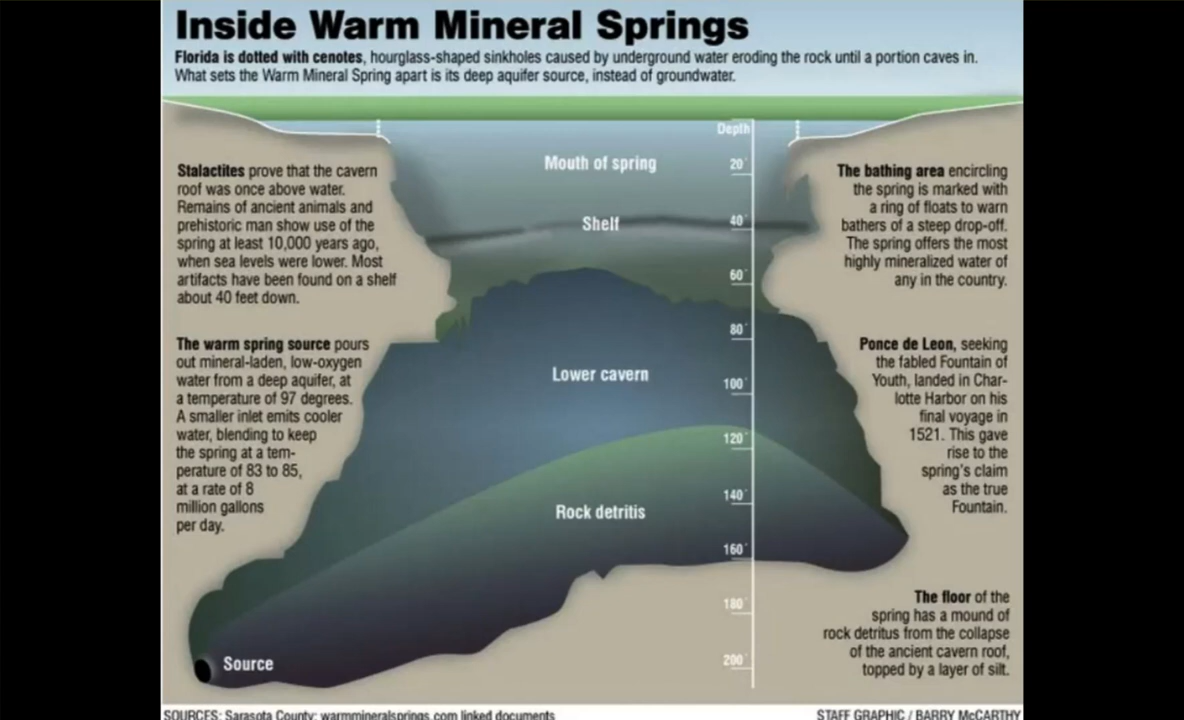 Inside Warm Mineral Springs
Florida is dotted with cenotes, hourglass-shaped sinkholes caused by underground water eroding the rock until a portion caves in.
What sets the Warm Mineral Spring apart is its deep aquifer source, instead of groundwater.
Stalactites prove that the cavern
roof was once above water.
Remains of ancient animals and
prehistoric man show use of the
spring at least 10,000 years ago,
when sea levels were lower. Most
artifacts have been found on a shelf
about 40 feet down.
The warm spring source pours
out mineral-laden, low-oxygen
water from a deep aquifer, at
a temperature of 97 degrees.
A smaller inlet emits cooler
water, blending to keep
the spring at a tem-
perature of 83 to 85,
at a rate of 8
million gallons
per day.
Mouth of spring
Shelf
Lower cavern
Rock detritis
Source
Depth
20´
40´
60´
80´
100´
120´
140´
160´
180´
200´
The bathing area encircling
the spring is marked with
a ring of floats to warn
bathers of a steep drop-off.
The spring offers the most
highly mineralized water of
any in the country.
Ponce de Leon, seeking
the fabled Fountain of
Youth, landed in Char-
lotte Harbor on his
final voyage in
1521. This gave
rise to the
spring's claim
as the true
Fountain.
The floor of the
spring has a mound of
rock detritus from the collapse
of the ancient cavern roof,
topped by a layer of silt.
SOURCES: Sarasota County; warmmineralsprings.com linked documents
STAFF GRAPHIC / BARRY McCARTHY